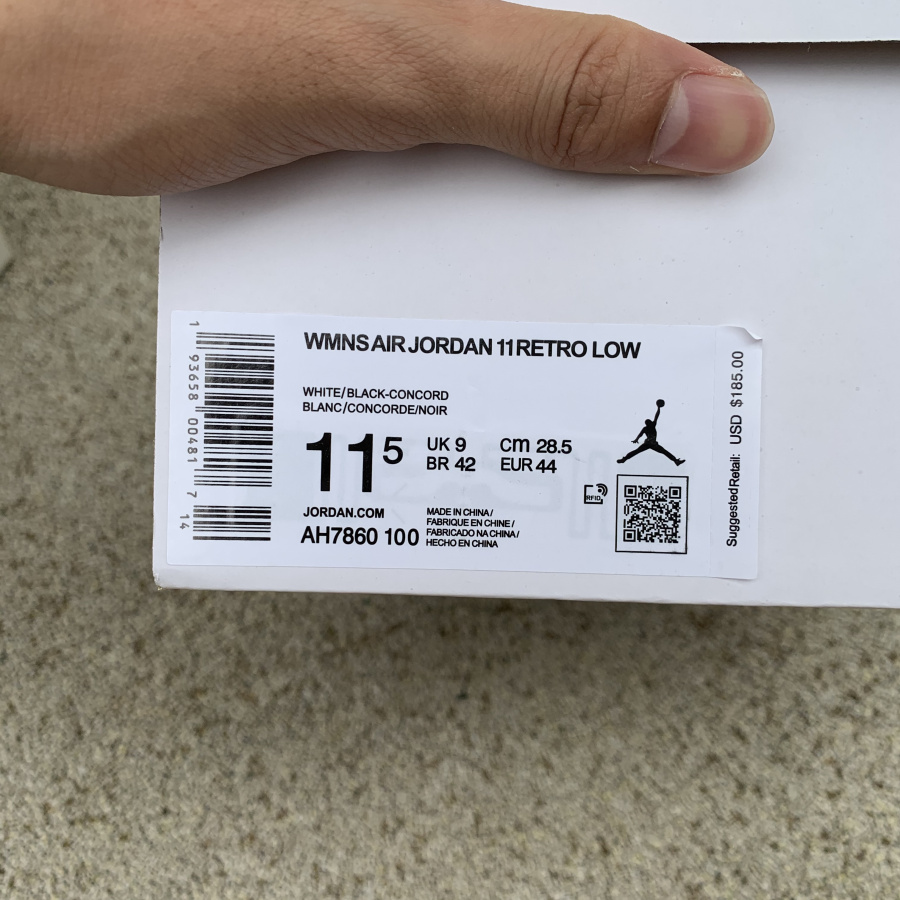 WMNS AIR JORDAN 11 RETRO LOW
WHITE/BLACK-CONCORD
BLANC/CONCORDE/NOIR
11 5
UK 9
BR 42
cm 28.5
EUR 44
RFID
JORDAN.COM
AH7860 100
MADE IN CHINA /
FABRIQUE EN CHINE /
FABRICADO NA CHINA /
HECHO EN CHINA
1 93658 00481 7 14
Suggested Retail: USD $185.00